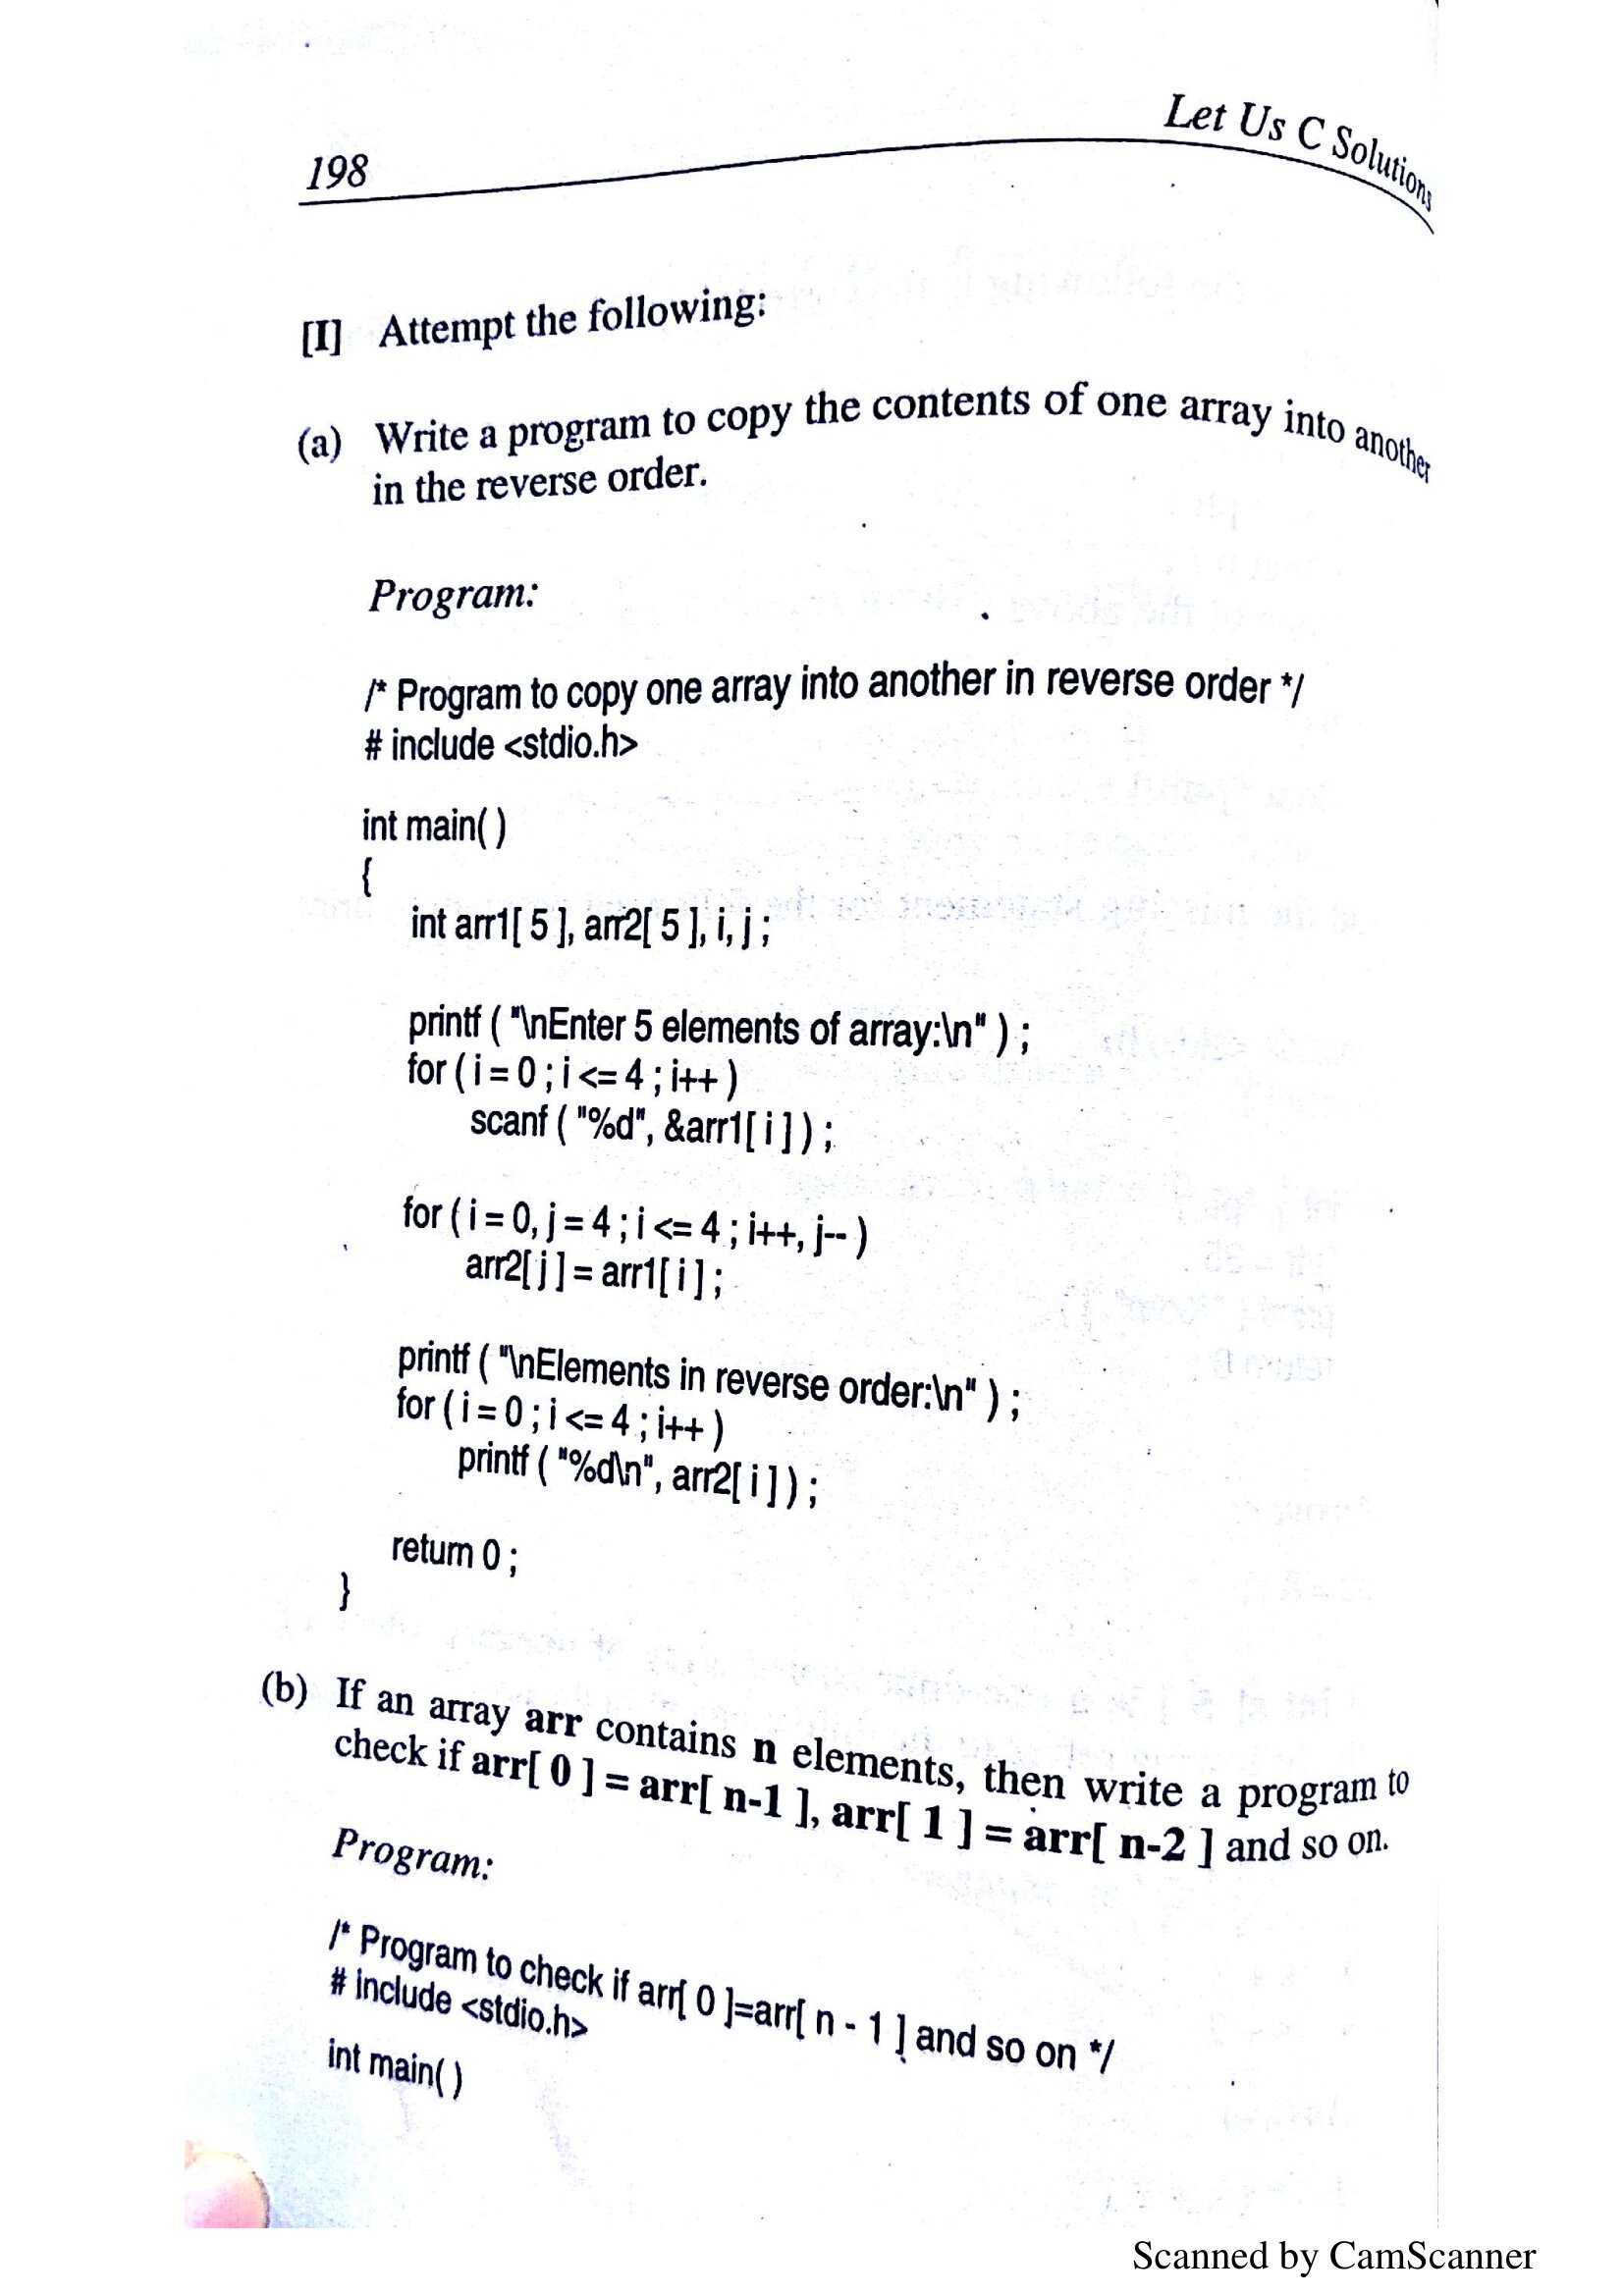 198
Let Us C Solutions
[I] Attempt the following:
(a) Write a program to copy the contents of one array into another
in the reverse order.
Program:
/* Program to copy one array into another in reverse order */
# include <stdio.h>
int main( )
{
int arr1[ 5 ], arr2[ 5 ], i, j ;
printf ( "\nEnter 5 elements of array:\n" ) ;
for ( i = 0 ; i <= 4 ; i++ )
scanf ( "%d", &arr1[ i ] ) ;
for ( i = 0, j = 4 ; i <= 4 ; i++, j-- )
arr2[ j ] = arr1[ i ] ;
printf ( "\nElements in reverse order:\n" ) ;
for ( i = 0 ; i <= 4 ; i++ )
printf ( "%d\n", arr2[ i ] ) ;
return 0 ;
}
(b) If an array arr contains n elements, then write a program to
check if arr[ 0 ] = arr[ n-1 ], arr[ 1 ] = arr[ n-2 ] and so on.
Program:
/* Program to check if arr[ 0 ]=arr[ n - 1 ] and so on */
# include <stdio.h>
int main( )
Scanned by CamScanner